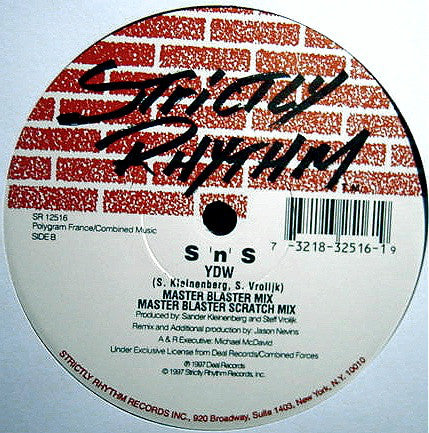 STRICTLY
RHYTHM
T.M.
SR 12516
Polygram France/Combined Music
SIDE B
7 -3218-32516-1 9
S 'n' S
YDW
(S. Kleinenberg, S. Vrolijk)
MASTER BLASTER MIX
MASTER BLASTER SCRATCH MIX
Produced by: Sander Kleinenberg and Steff Vrolijk
Remix and Additional production by: Jason Nevins
A & R Executive: Michael McDavid
Under Exclusive License from Deal Records/Combined Forces
℗ 1997 Deal Records
© 1997 Strictly Rhythm Records, Inc.
STRICTLY RHYTHM RECORDS INC., 920 Broadway, Suite 1403, New York, N.Y. 10010